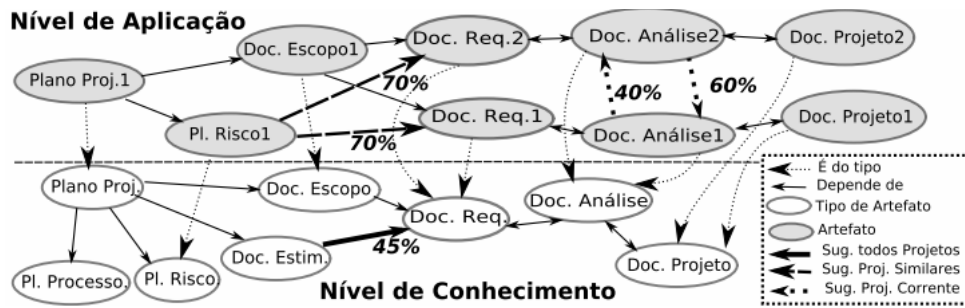 Nível de Aplicação
Doc. Req.2
Doc. Análise2
Doc. Projeto2
Doc. Escopo1
Plano Proj.1
70%
40%
60%
Pl. Risco1
70%
Doc. Req.1
Doc. Análise1
Doc. Projeto1
Plano Proj.
Doc. Escopo
Doc. Req.
Doc. Análise
Doc. Estim.
45%
Doc. Projeto
Pl. Processo.
Pl. Risco.
Nível de Conhecimento
É do tipo
Depende de
Tipo de Artefato
Artefato
Sug. todos Projetos
Sug. Proj. Similares
Sug. Proj. Corrente